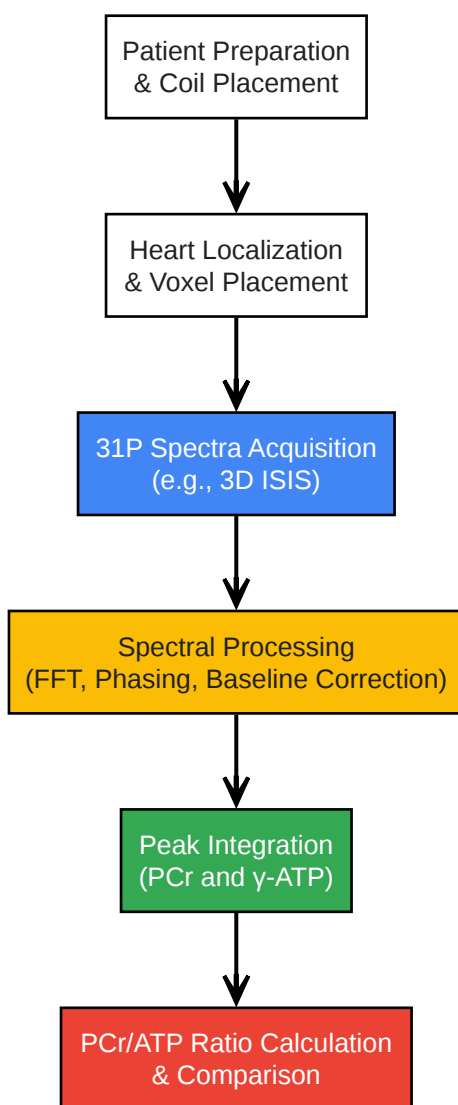 Patient Preparation
& Coil Placement
Heart Localization
& Voxel Placement
31P Spectra Acquisition
(e.g., 3D ISIS)
Spectral Processing
(FFT, Phasing, Baseline Correction)
Peak Integration
(PCr and γ-ATP)
PCr/ATP Ratio Calculation
& Comparison